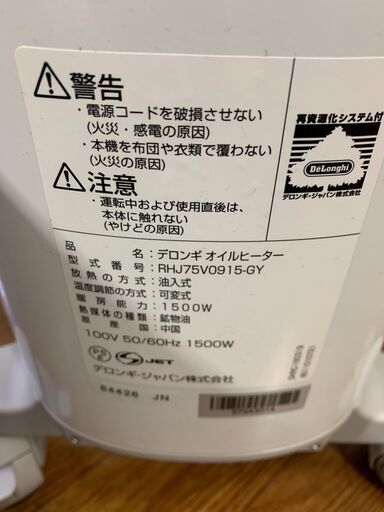 警告
・電源コードを破損させない
(火災・感電の原因)
・本機を布団や衣類で覆わない
(火災の原因)
注意
・運転中および使用直後は、
本体に触れない
(やけどの原因)
再資源化システム付
DeLonghi
デロンギ・ジャパン株式会社
品名：デロンギ オイルヒーター
型式番号：RHJ75V0915-GY
放熱の方式：油入式
温度調節の方式：可変式
暖房能力：1500W
熱媒体の種類：鉱物油
原産国：中国
100V 50/60Hz 1500W
PSE JET
デロンギ・ジャパン株式会社
84426 JN